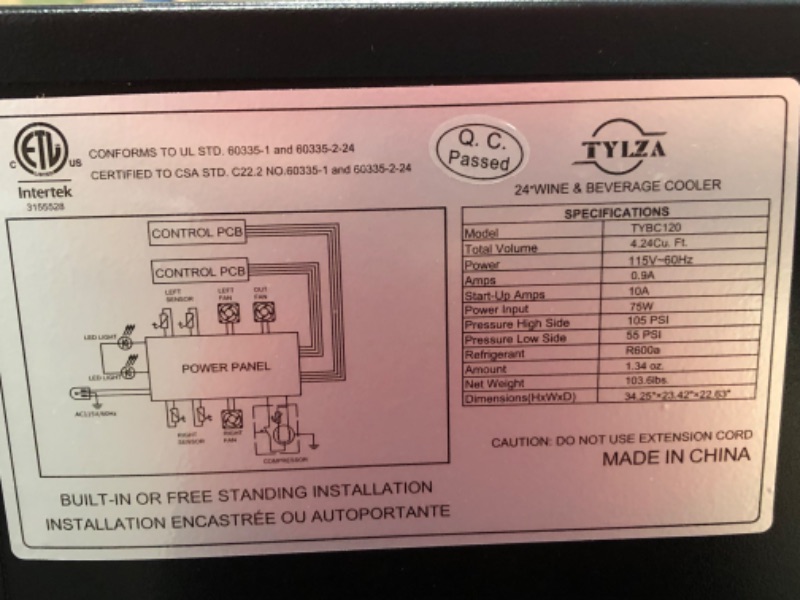 C ETL US
LISTED
Intertek
3155528
CONFORMS TO UL STD. 60335-1 and 60335-2-24
CERTIFIED TO CSA STD. C22.2 NO.60335-1 and 60335-2-24
Q. C.
Passed
TYLZA
24"WINE & BEVERAGE COOLER
CONTROL PCB
CONTROL PCB
LEFT SENSOR
LEFT FAN
OUT FAN
LED LIGHT
LED LIGHT
POWER PANEL
AC115V/60Hz
RIGHT SENSOR
RIGHT FAN
COMPRESSOR
SPECIFICATIONS
Model TYBC120
Total Volume 4.24Cu. Ft.
Power 115V~60Hz
Amps 0.9A
Start-Up Amps 10A
Power Input 75W
Pressure High Side 105 PSI
Pressure Low Side 55 PSI
Refrigerant R600a
Amount 1.34 oz.
Net Weight 103.6lbs.
Dimensions(HxWxD) 34.25"×23.42"×22.63"
CAUTION: DO NOT USE EXTENSION CORD
MADE IN CHINA
BUILT-IN OR FREE STANDING INSTALLATION
INSTALLATION ENCASTRÉE OU AUTOPORTANTE